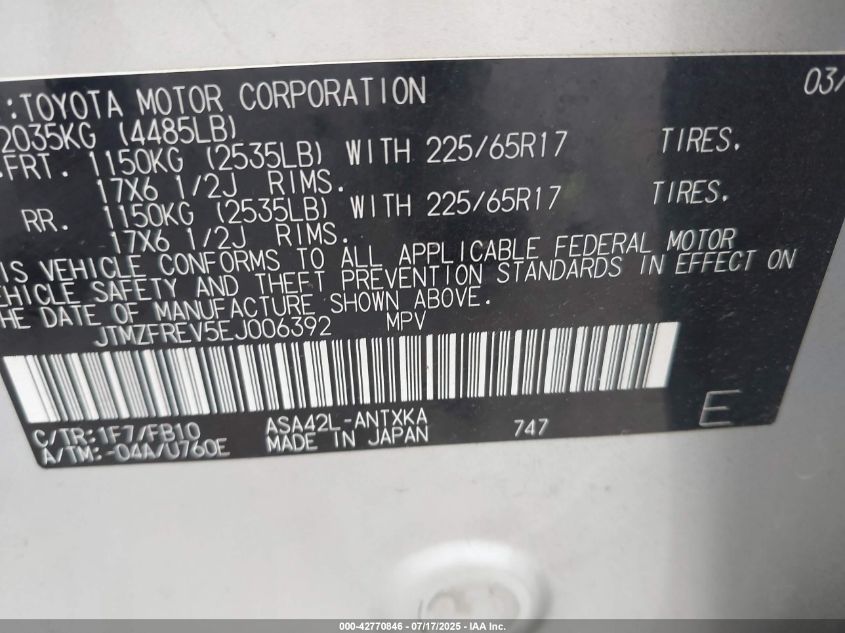 :TOYOTA MOTOR CORPORATION 03/
2035KG (4485LB)
.FRT. 1150KG (2535LB) WITH 225/65R17 TIRES.
17X6 1/2J RIMS.
RR. 1150KG (2535LB) WITH 225/65R17 TIRES.
17X6 1/2J RIMS.
IS VEHICLE CONFORMS TO ALL APPLICABLE FEDERAL MOTOR
EHICLE SAFETY AND THEFT PREVENTION STANDARDS IN EFFECT ON
HE DATE OF MANUFACTURE SHOWN ABOVE.
JTMZFREV5EJ006392 MPV
C/TR:1F7/FB10 ASA42L-ANTXKA 747 E
A/TM:-04A/U760E MADE IN JAPAN
000-42770846 - 07/17/2025 - IAA Inc.